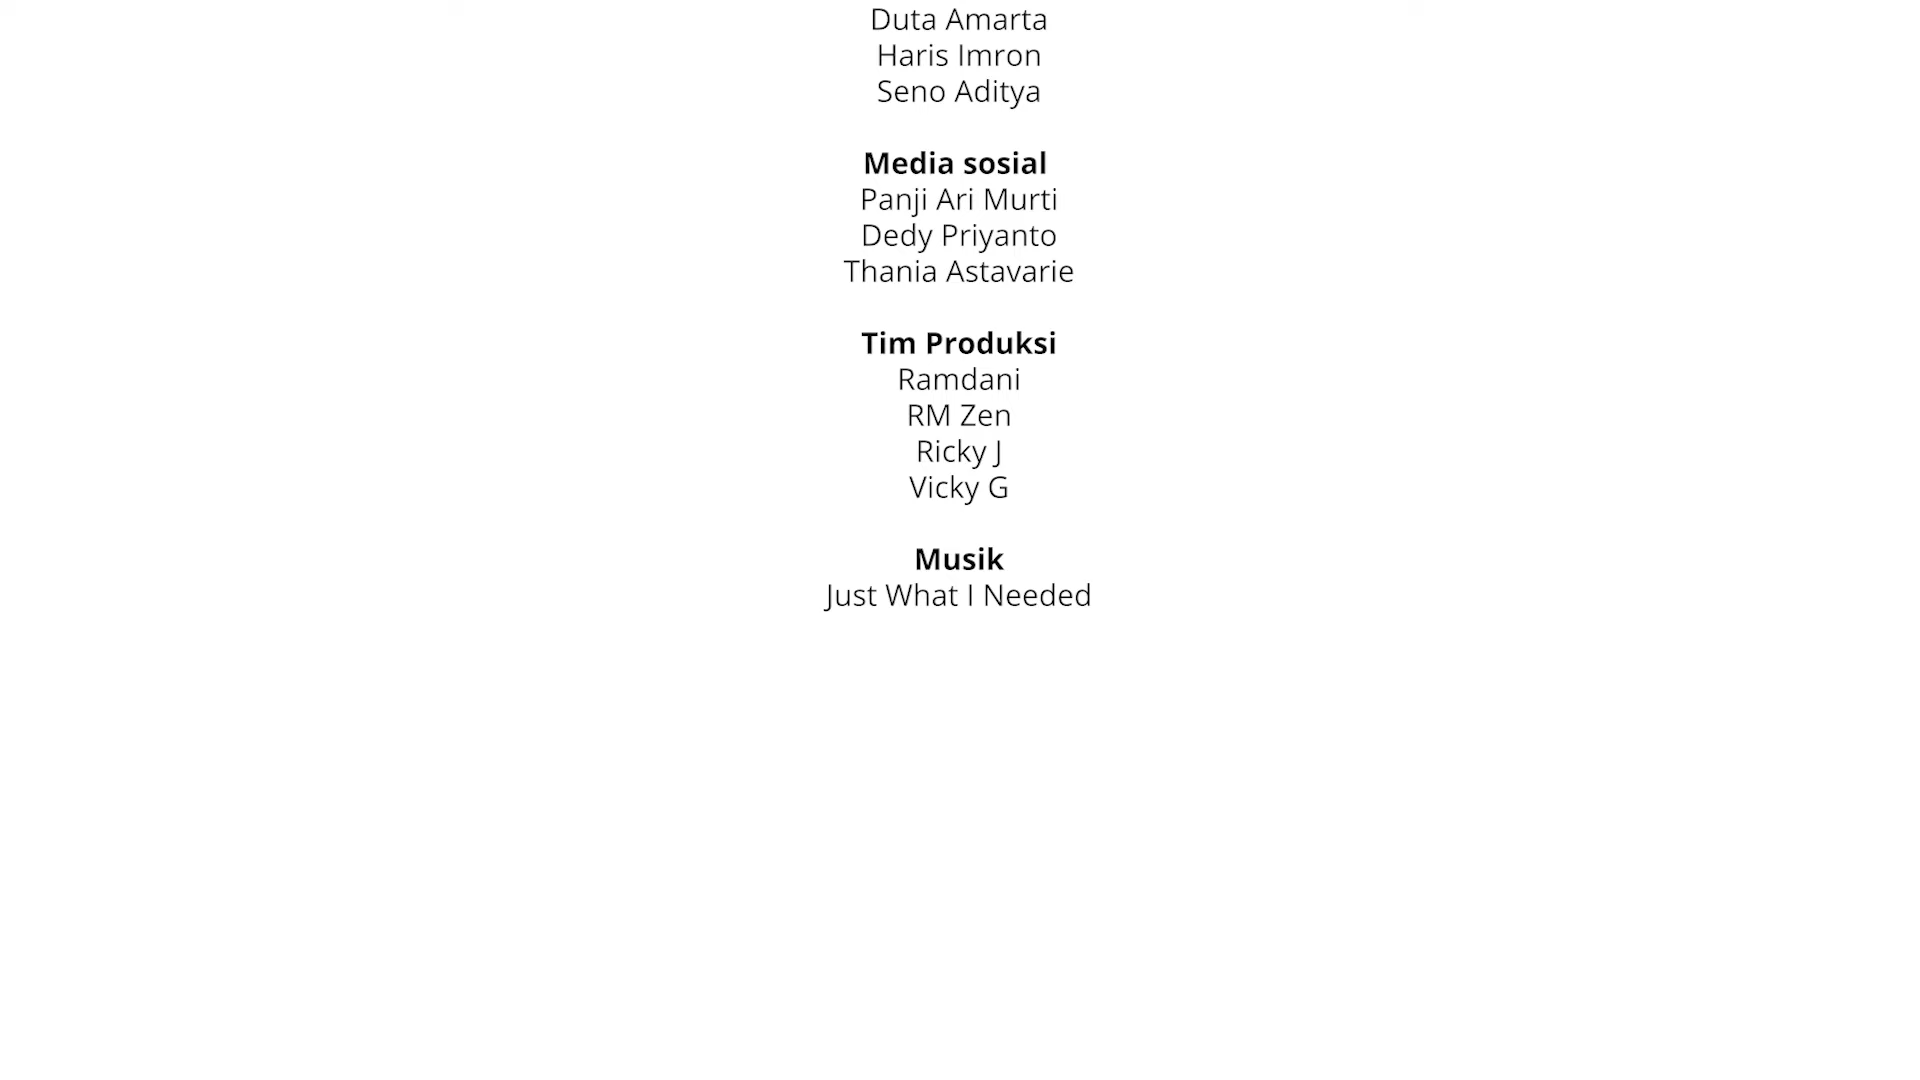 Duta Amarta
Haris Imron
Seno Aditya
Media sosial
Panji Ari Murti
Dedy Priyanto
Thania Astavarie
Tim Produksi
Ramdani
RM Zen
Ricky J
Vicky G
Musik
Just What I Needed